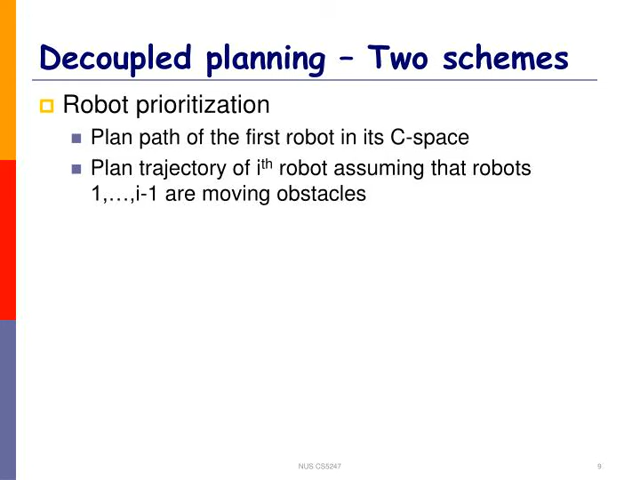 Decoupled planning – Two schemes
Robot prioritization
Plan path of the first robot in its C-space
Plan trajectory of ith robot assuming that robots
1,…,i-1 are moving obstacles
NUS CS5247
9